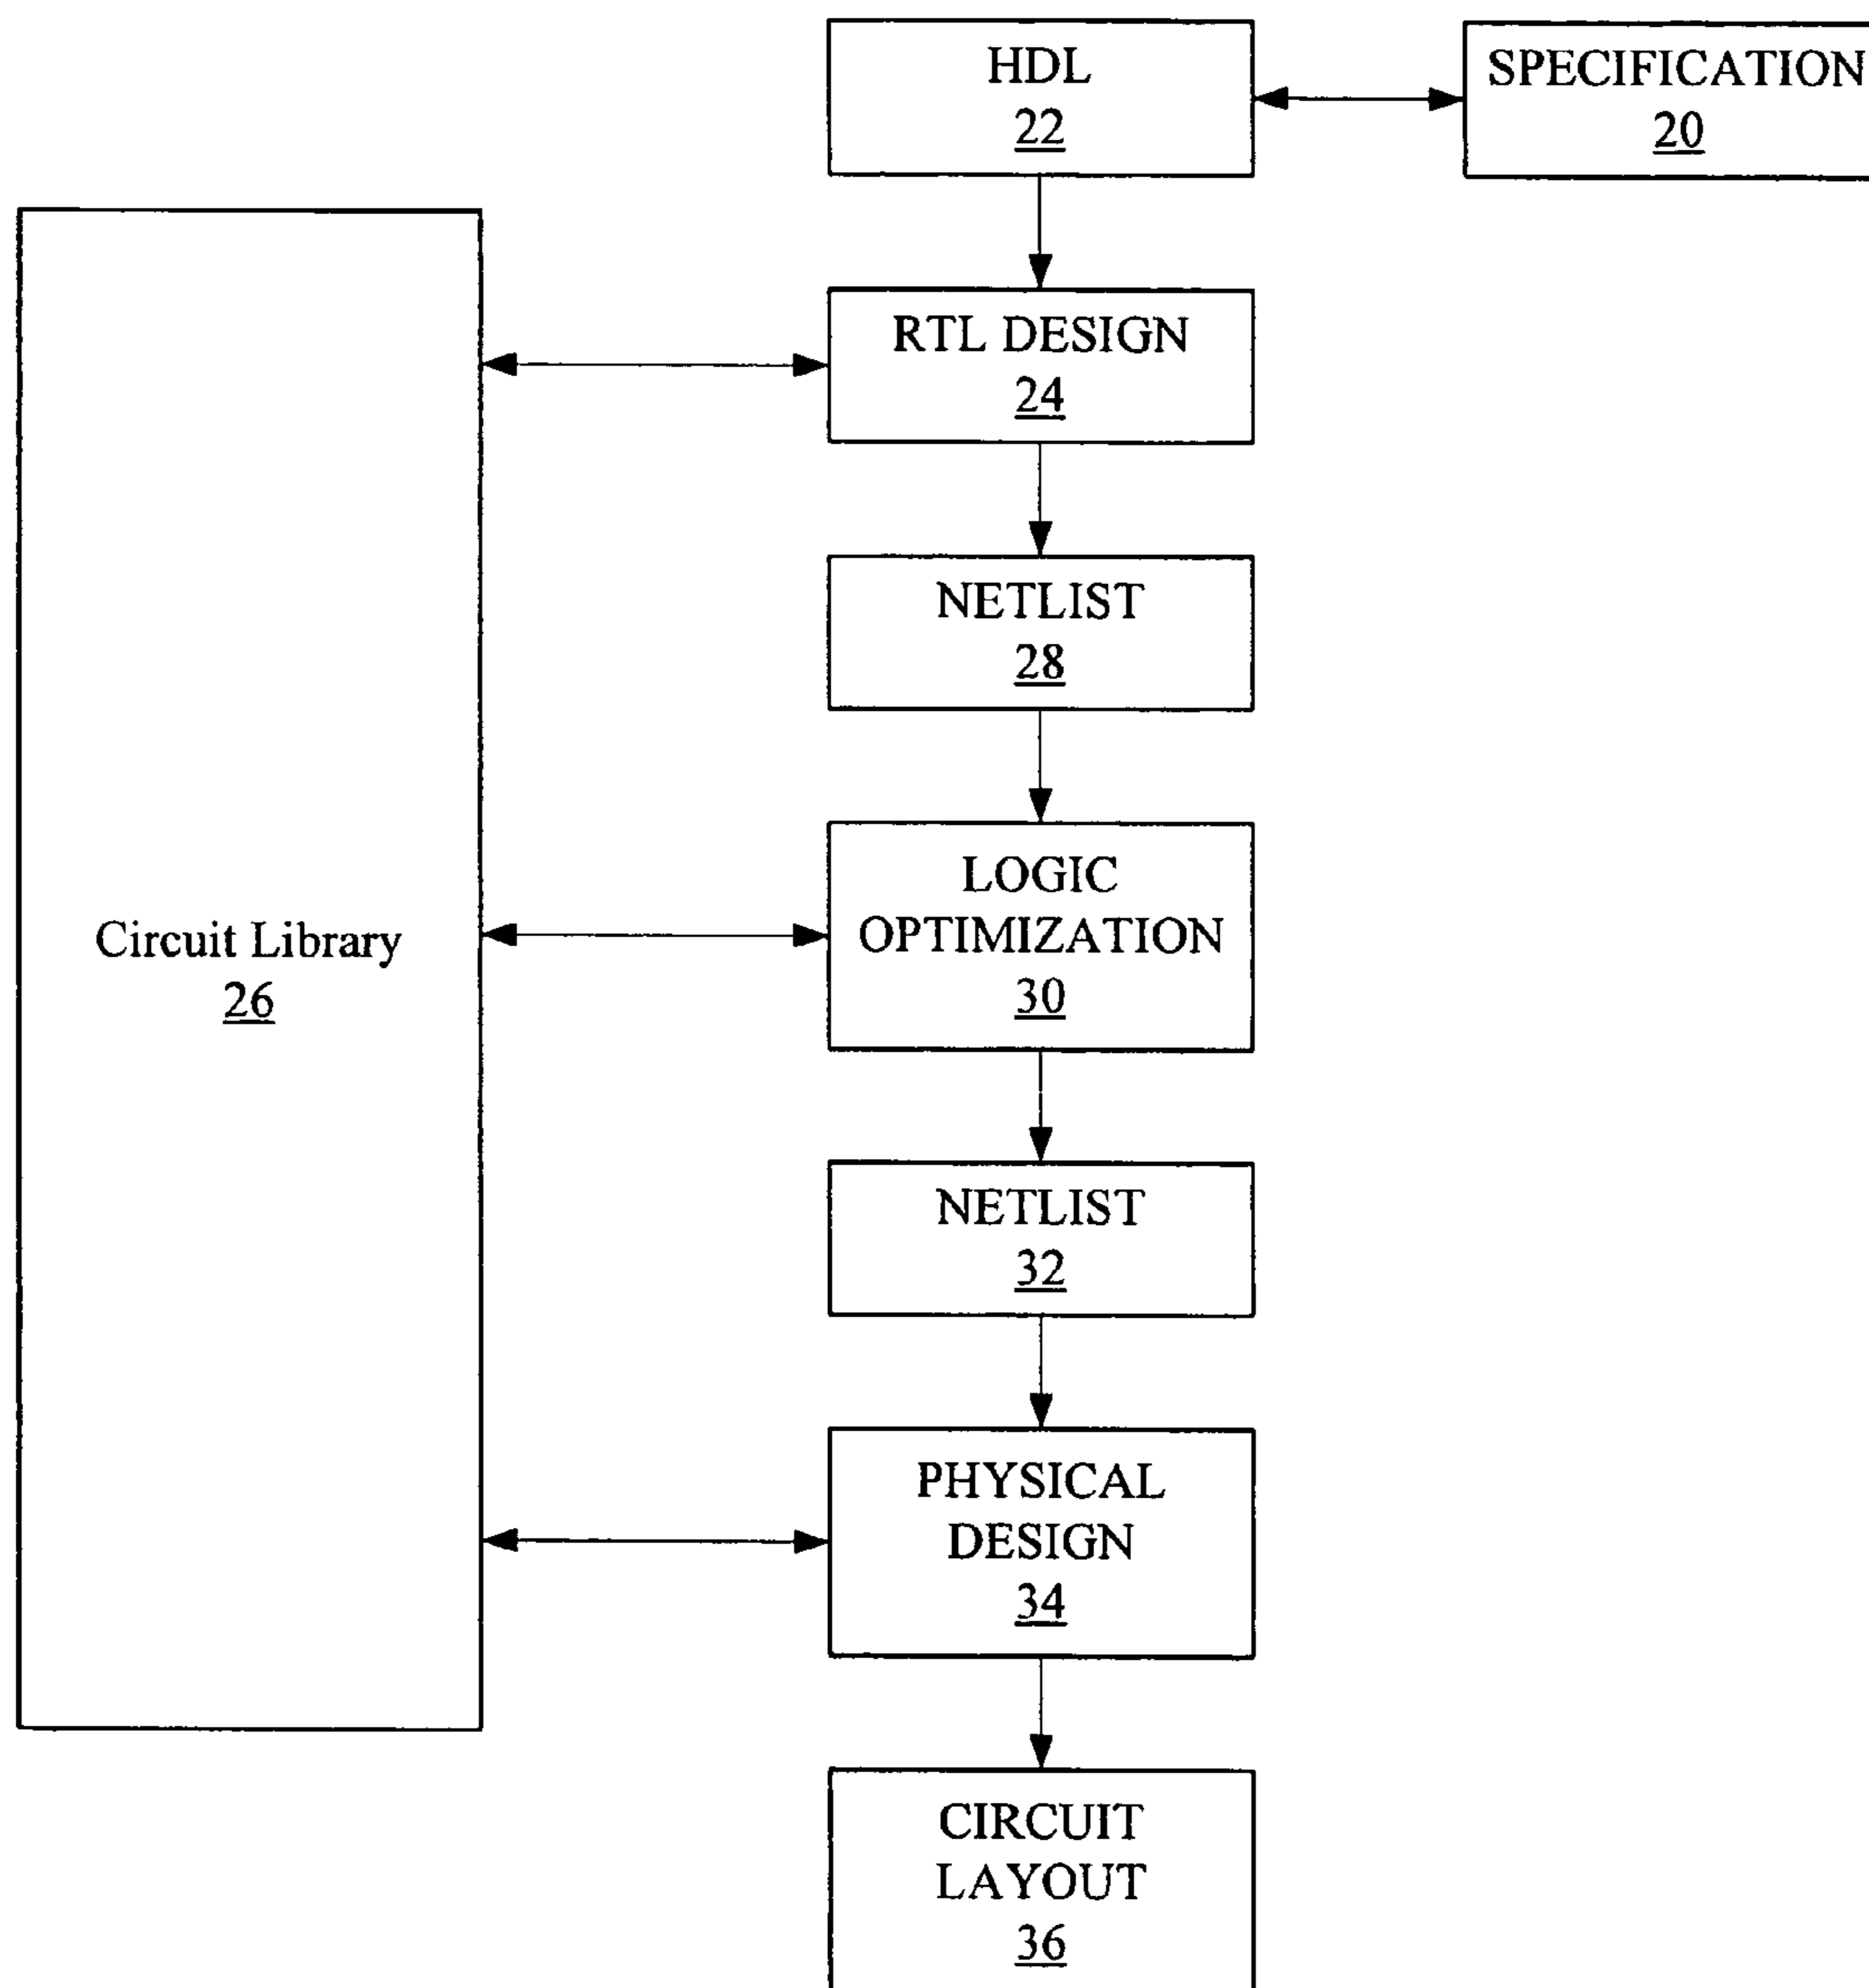 HDL
22
SPECIFICATION
20
RTL DESIGN
24
NETLIST
28
LOGIC
OPTIMIZATION
30
Circuit Library
26
NETLIST
32
PHYSICAL
DESIGN
34
CIRCUIT
LAYOUT
36